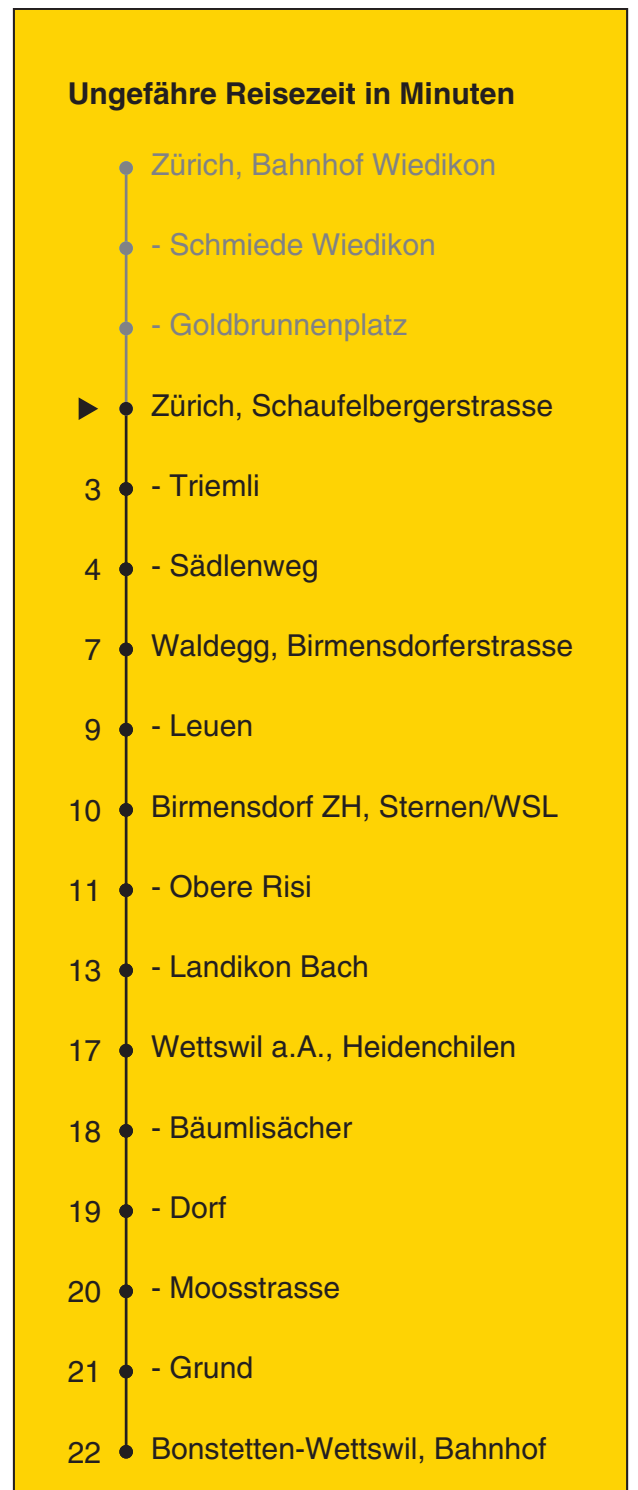 Ungefähre Reisezeit in Minuten
Zürich, Bahnhof Wiedikon
- Schmiede Wiedikon
- Goldbrunnenplatz
Zürich, Schaufelbergerstrasse
3 - Triemli
4 - Sädlenweg
7 Waldegg, Birmensdorferstrasse
9 - Leuen
10 Birmensdorf ZH, Sternen/WSL
11 - Obere Risi
13 - Landikon Bach
17 Wettswil a.A., Heidenchilen
18 - Bäumlisächer
19 - Dorf
20 - Moosstrasse
21 - Grund
22 Bonstetten-Wettswil, Bahnhof